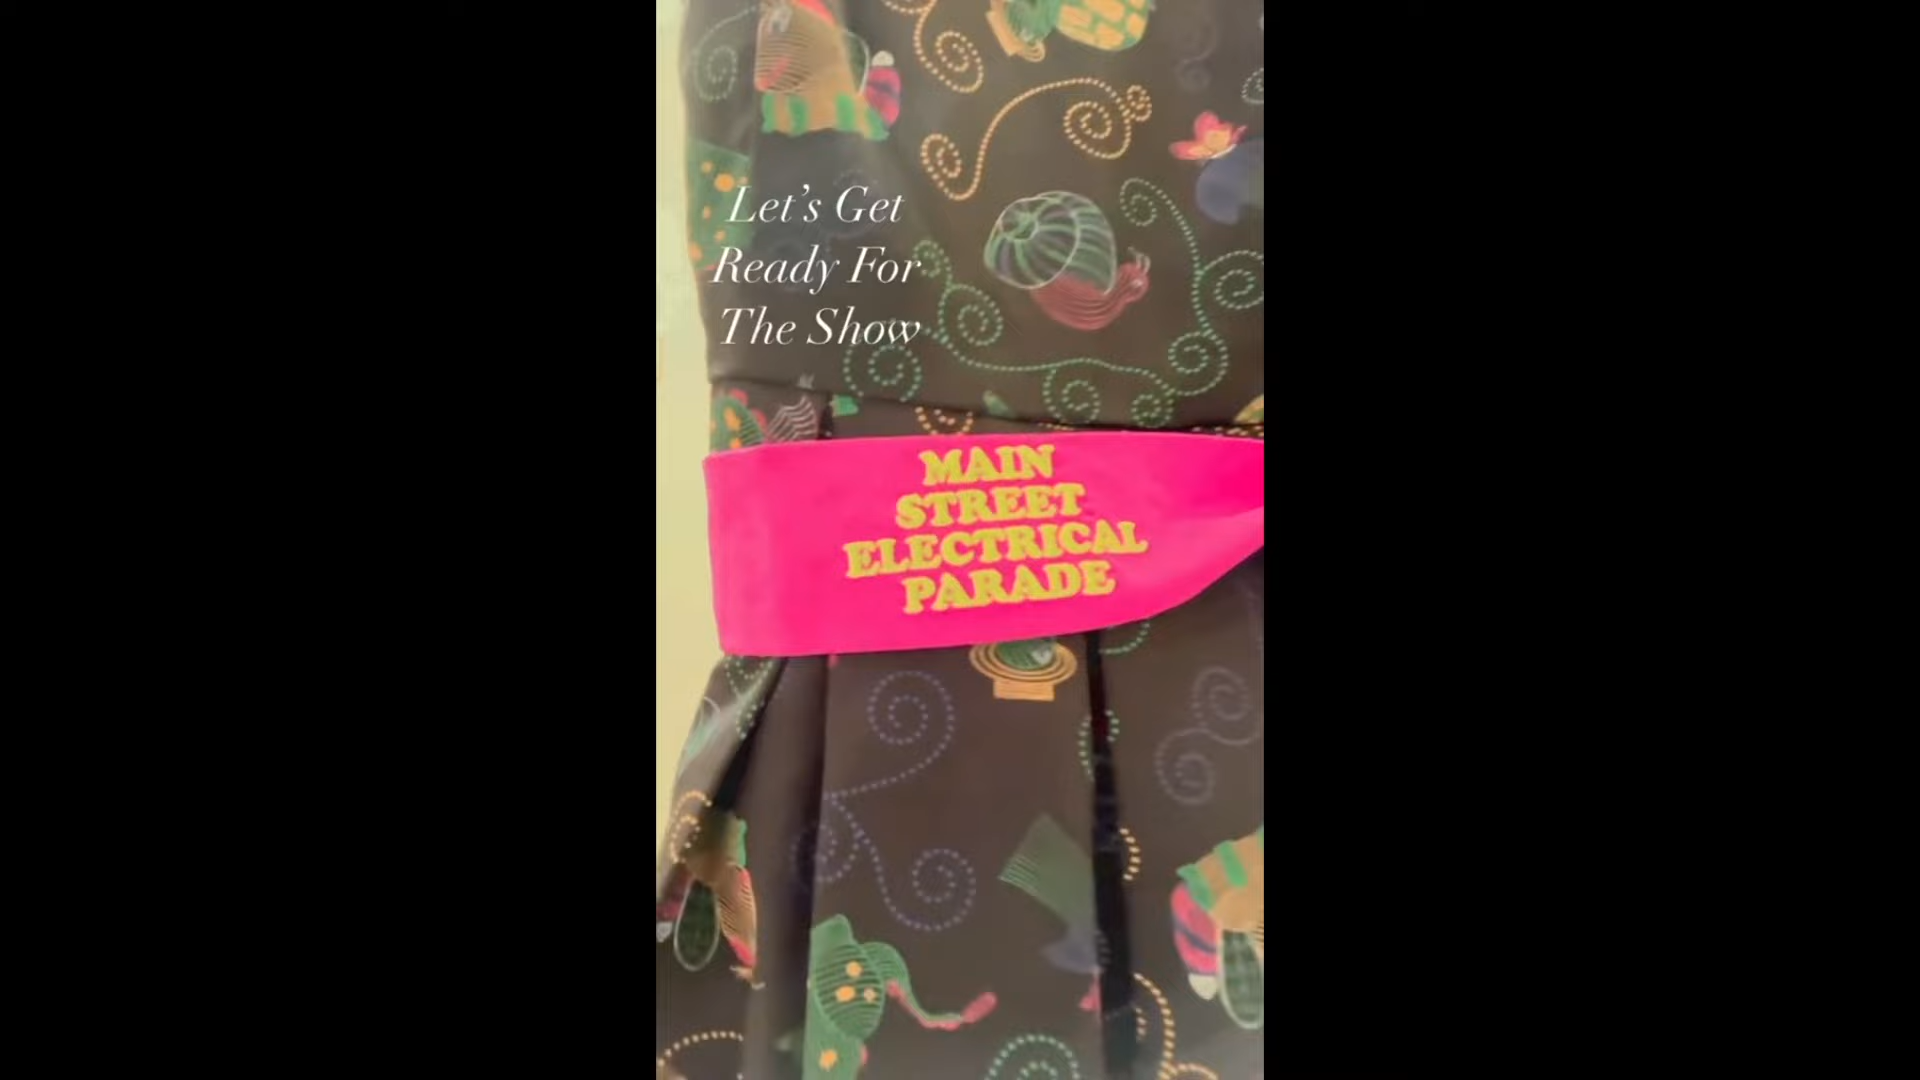 Let’s Get
Ready For
The Show
MAIN
STREET
ELECTRICAL
PARADE